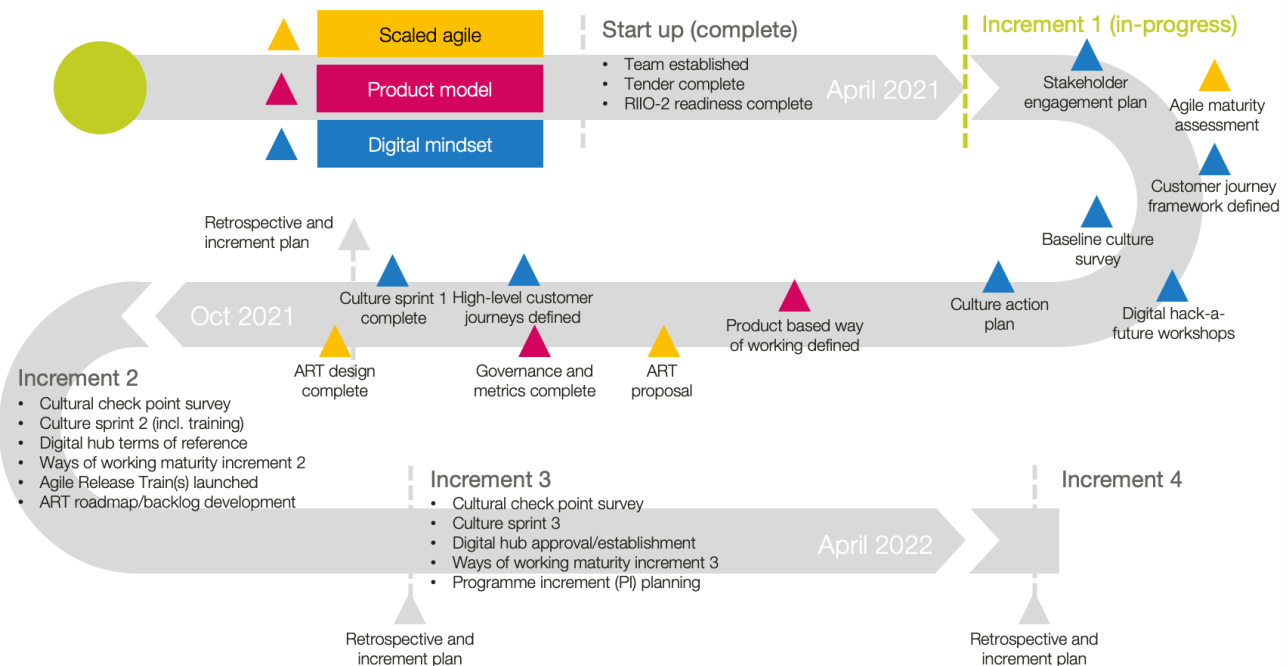 Scaled agile
Product model
Digital mindset
Start up (complete)
• Team established
• Tender complete
• RIIO-2 readiness complete
April 2021
Increment 1 (in-progress)
Stakeholder
engagement plan
Agile maturity
assessment
Customer journey
framework defined
Baseline culture
survey
Digital hack-a-
future workshops
Culture action
plan
Product based way
of working defined
ART
proposal
High-level customer
journeys defined
Governance and
metrics complete
Culture sprint 1
complete
ART design
complete
Retrospective and
increment plan
Oct 2021
Increment 2
• Cultural check point survey
• Culture sprint 2 (incl. training)
• Digital hub terms of reference
• Ways of working maturity increment 2
• Agile Release Train(s) launched
• ART roadmap/backlog development
Increment 3
• Cultural check point survey
• Culture sprint 3
• Digital hub approval/establishment
• Ways of working maturity increment 3
• Programme increment (PI) planning
April 2022
Increment 4
Retrospective and
increment plan
Retrospective and
increment plan